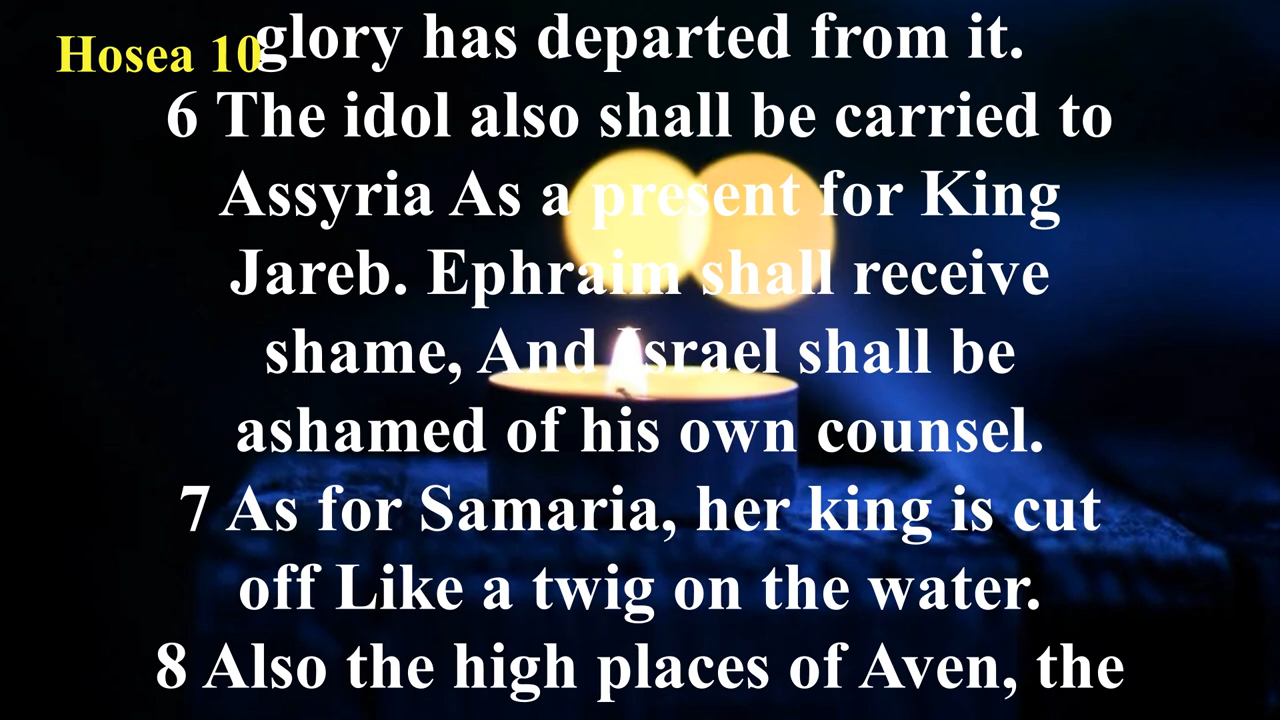 Hosea 10
glory has departed from it.
6 The idol also shall be carried to
Assyria As a present for King
Jareb. Ephraim shall receive
shame, And Israel shall be
ashamed of his own counsel.
7 As for Samaria, her king is cut
off Like a twig on the water.
8 Also the high places of Aven, the